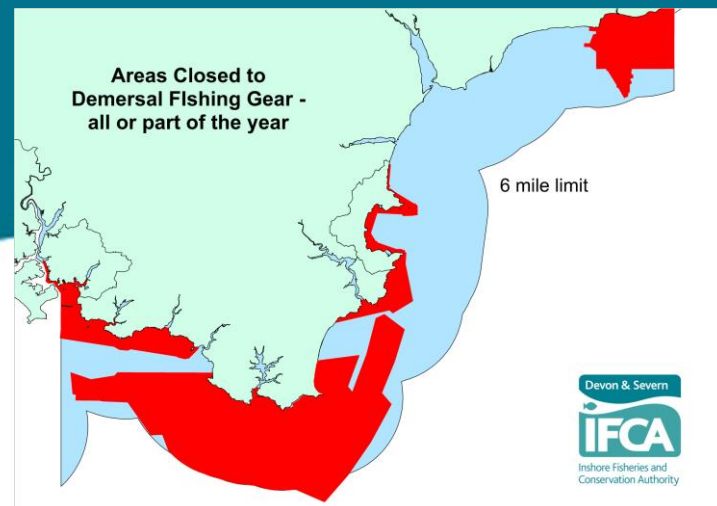 Areas Closed to
Demersal FIshing Gear -
all or part of the year
6 mile limit
Devon & Severn
IFCA
Inshore Fisheries and
Conservation Authority